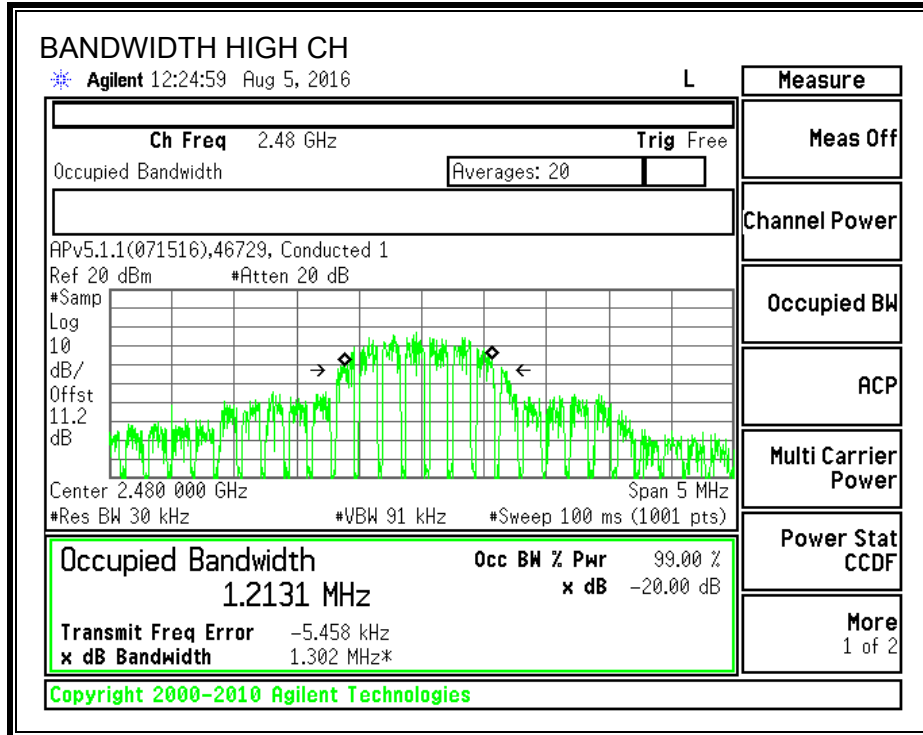 BANDWIDTH HIGH CH
Agilent 12:24:59 Aug 5, 2016 L
Ch Freq 2.48 GHz Trig Free
Occupied Bandwidth Averages: 20
APv5.1.1(071516),46729, Conducted 1
Ref 20 dBm #Atten 20 dB
#Samp
Log
10
dB/
Offst
11.2
dB
Center 2.480 000 GHz Span 5 MHz
#Res BW 30 kHz #VBW 91 kHz #Sweep 100 ms (1001 pts)
Occupied Bandwidth Occ BW % Pwr 99.00 %
1.2131 MHz x dB -20.00 dB
Transmit Freq Error -5.458 kHz
x dB Bandwidth 1.302 MHz*
Copyright 2000-2010 Agilent Technologies
Measure
Meas Off
Channel Power
Occupied BW
ACP
Multi Carrier
Power
Power Stat
CCDF
More
1 of 2